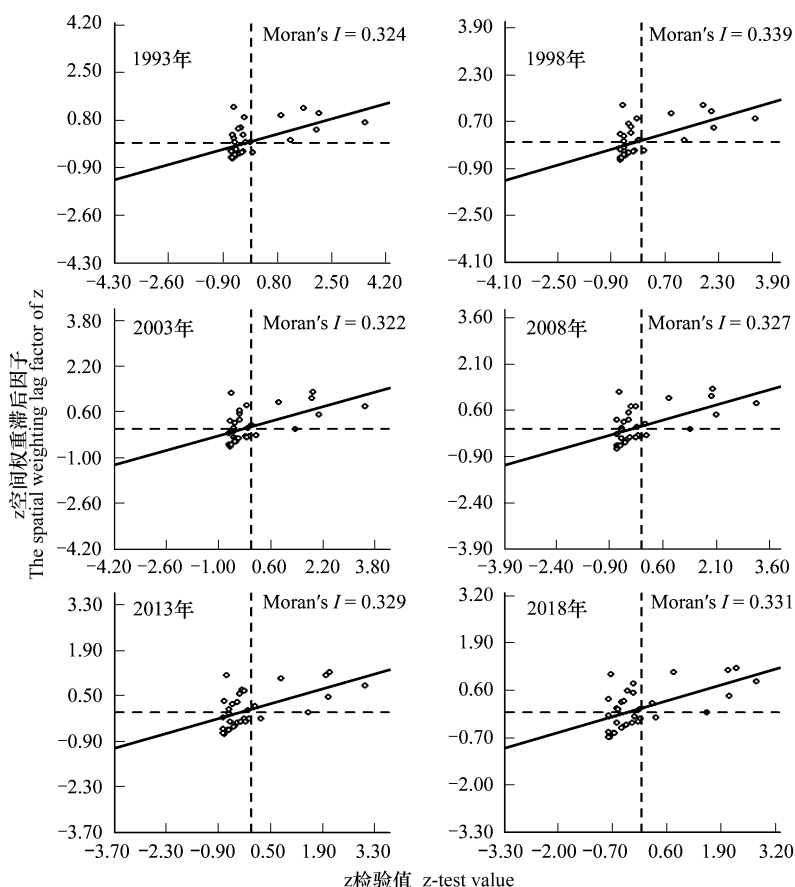 4.20
2.50
0.80
−0.90
−2.60
−4.30
1993年
Moran's I = 0.324
−4.30 −2.60 −0.90 0.80 2.50 4.20
3.90
2.30
0.70
−0.90
−2.50
−4.10
1998年
Moran's I = 0.339
−4.10 −2.50 −0.90 0.70 2.30 3.90
3.80
2.20
0.60
−1.00
−2.60
−4.20
2003年
Moran's I = 0.322
−4.20 −2.60 −1.00 0.60 2.20 3.80
3.60
2.10
0.60
−0.90
−2.40
−3.90
2008年
Moran's I = 0.327
−3.90 −2.40 −0.90 0.60 2.10 3.60
3.30
1.90
0.50
−0.90
−2.30
−3.70
2013年
Moran's I = 0.329
−3.70 −2.30 −0.90 0.50 1.90 3.30
3.20
1.90
0.60
−0.70
−2.00
−3.30
2018年
Moran's I = 0.331
−3.30 −2.00 −0.70 0.60 1.90 3.20
z空间权重滞后因子
The spatial weighting lag factor of z
z检验值 z-test value